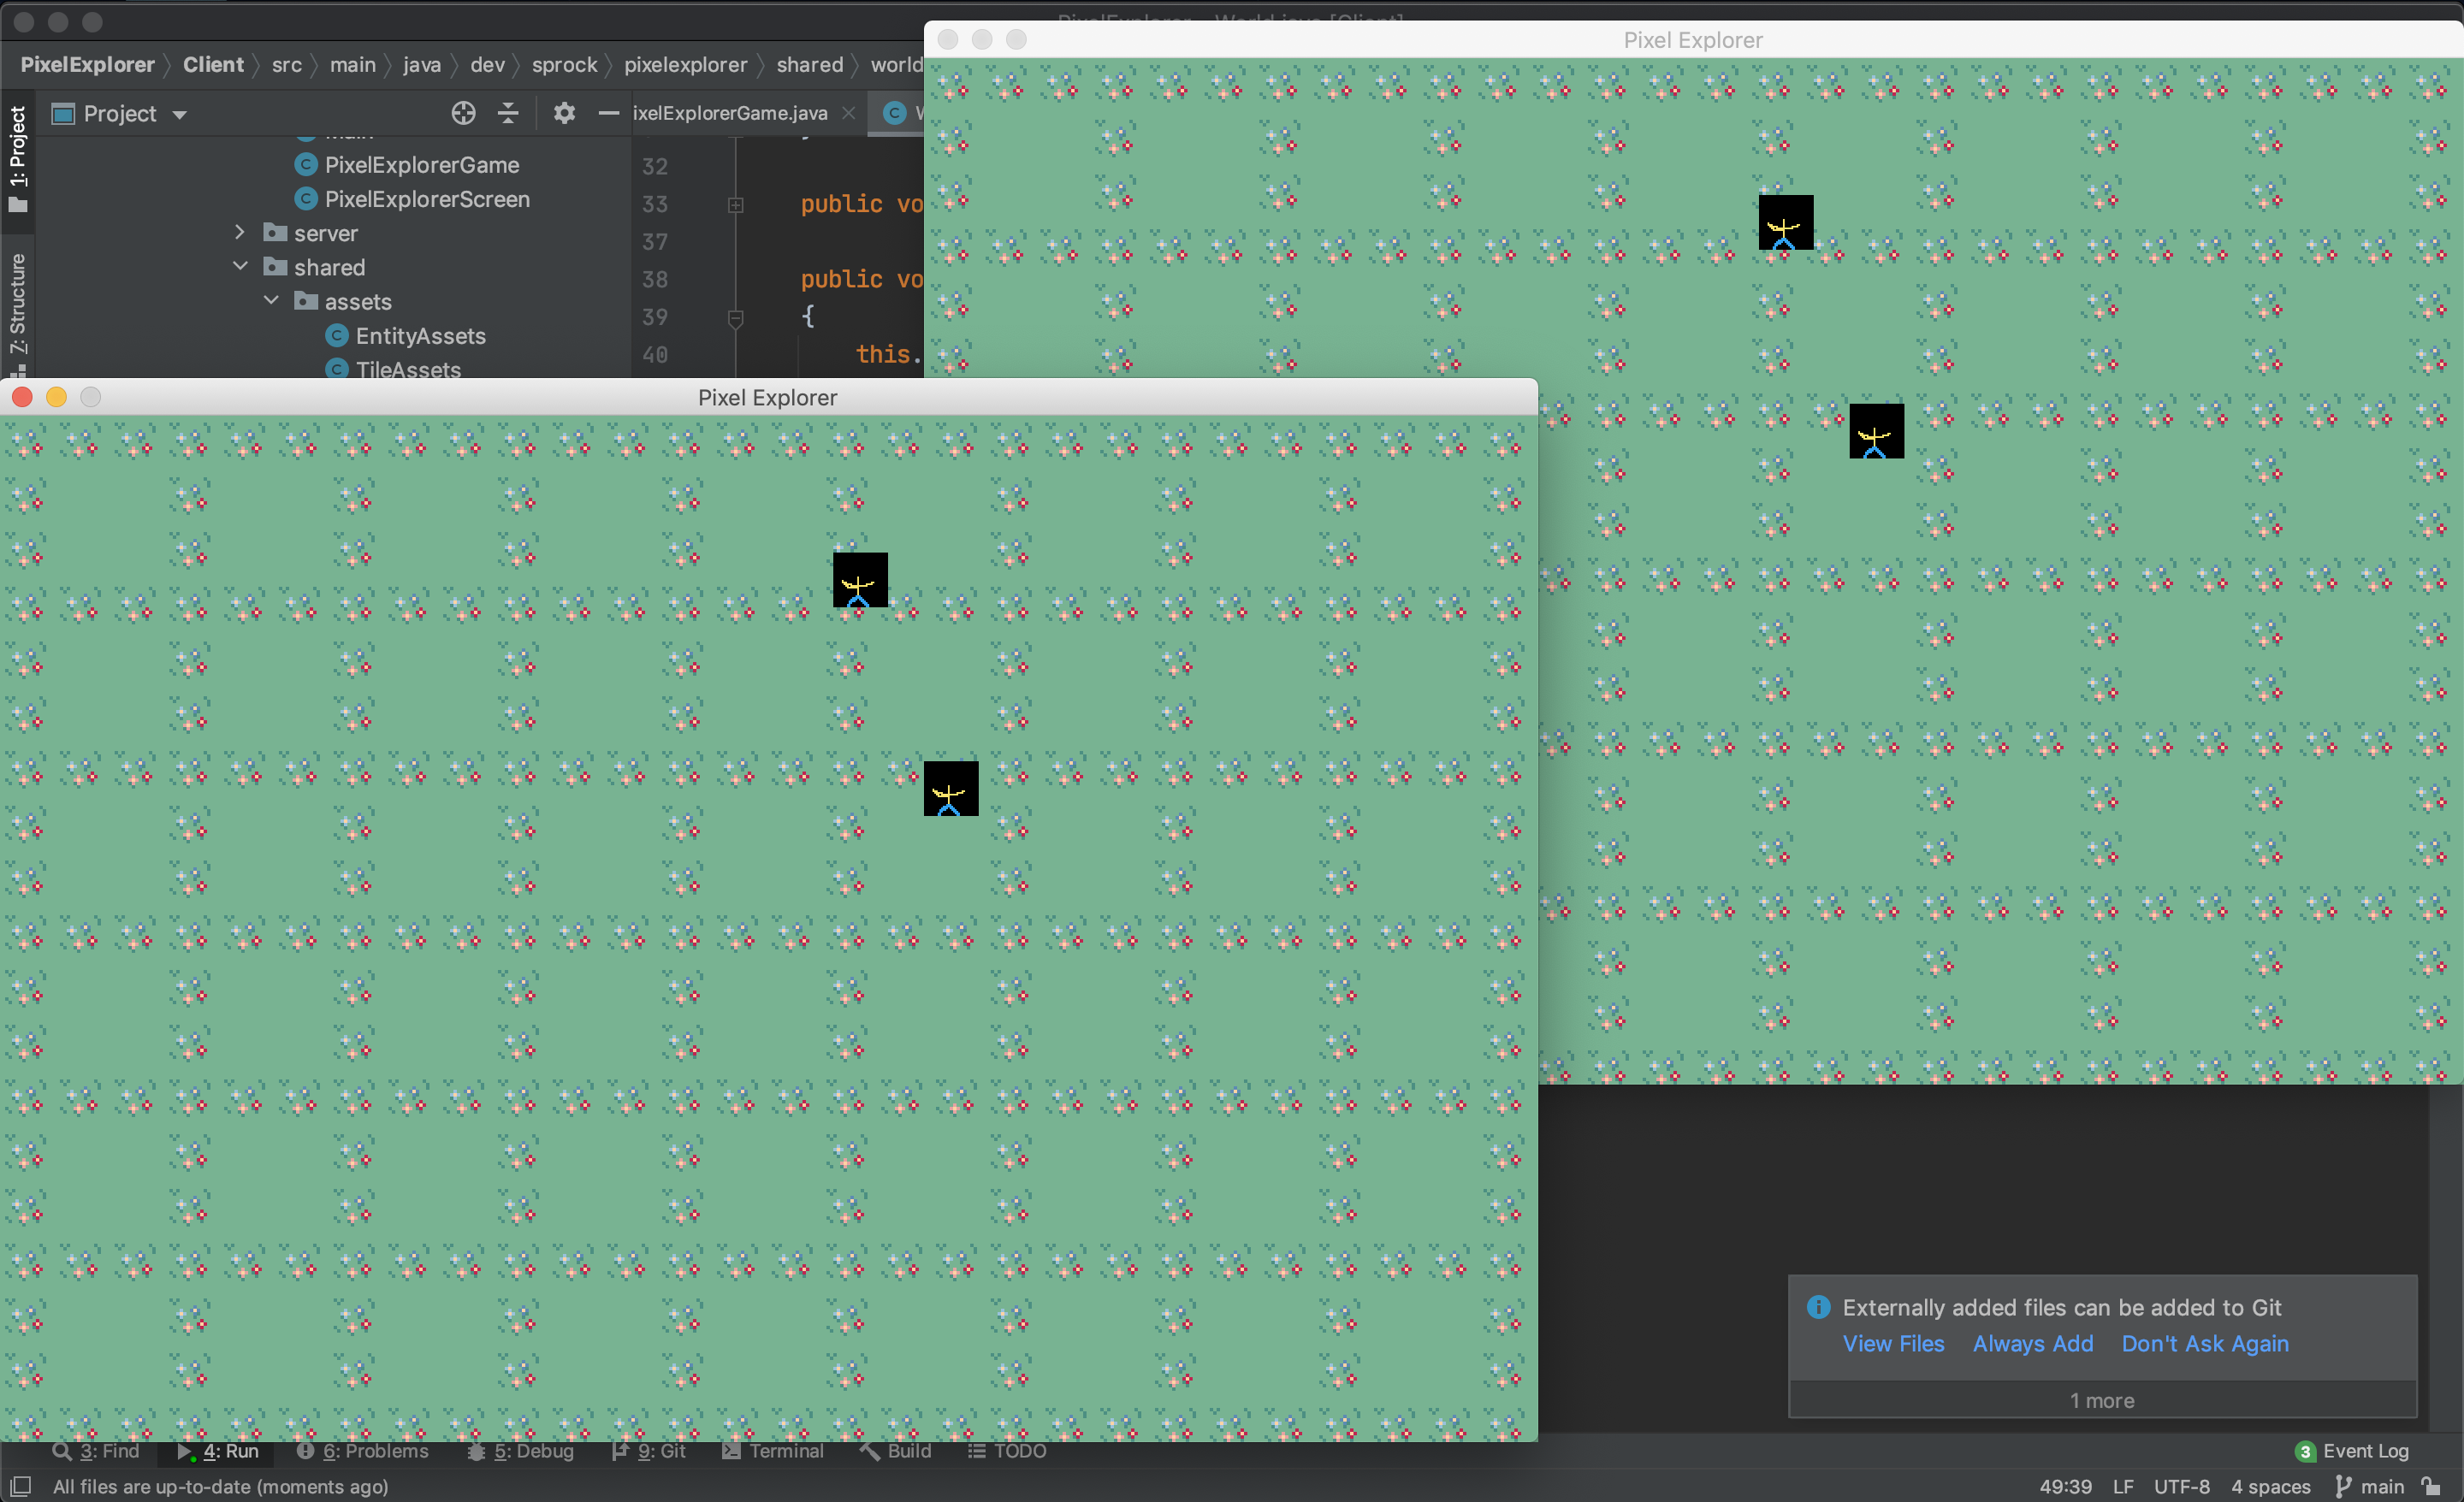 PixelExplorer – World.java [Client]
Pixel Explorer
PixelExplorer Client src main java dev sprock pixelexplorer shared world
1: Project
Project
ixelExplorerGame.java
Main
PixelExplorerGame
PixelExplorerScreen
server
shared
assets
EntityAssets
TileAssets
7: Structure
32
33 public vo
37
38 public vo
39 {
40 this.
Pixel Explorer
Externally added files can be added to Git
View Files Always Add Don't Ask Again
1 more
3: Find 4: Run 6: Problems 5: Debug 9: Git Terminal Build TODO 3 Event Log
All files are up-to-date (moments ago) 49:39 LF UTF-8 4 spaces main